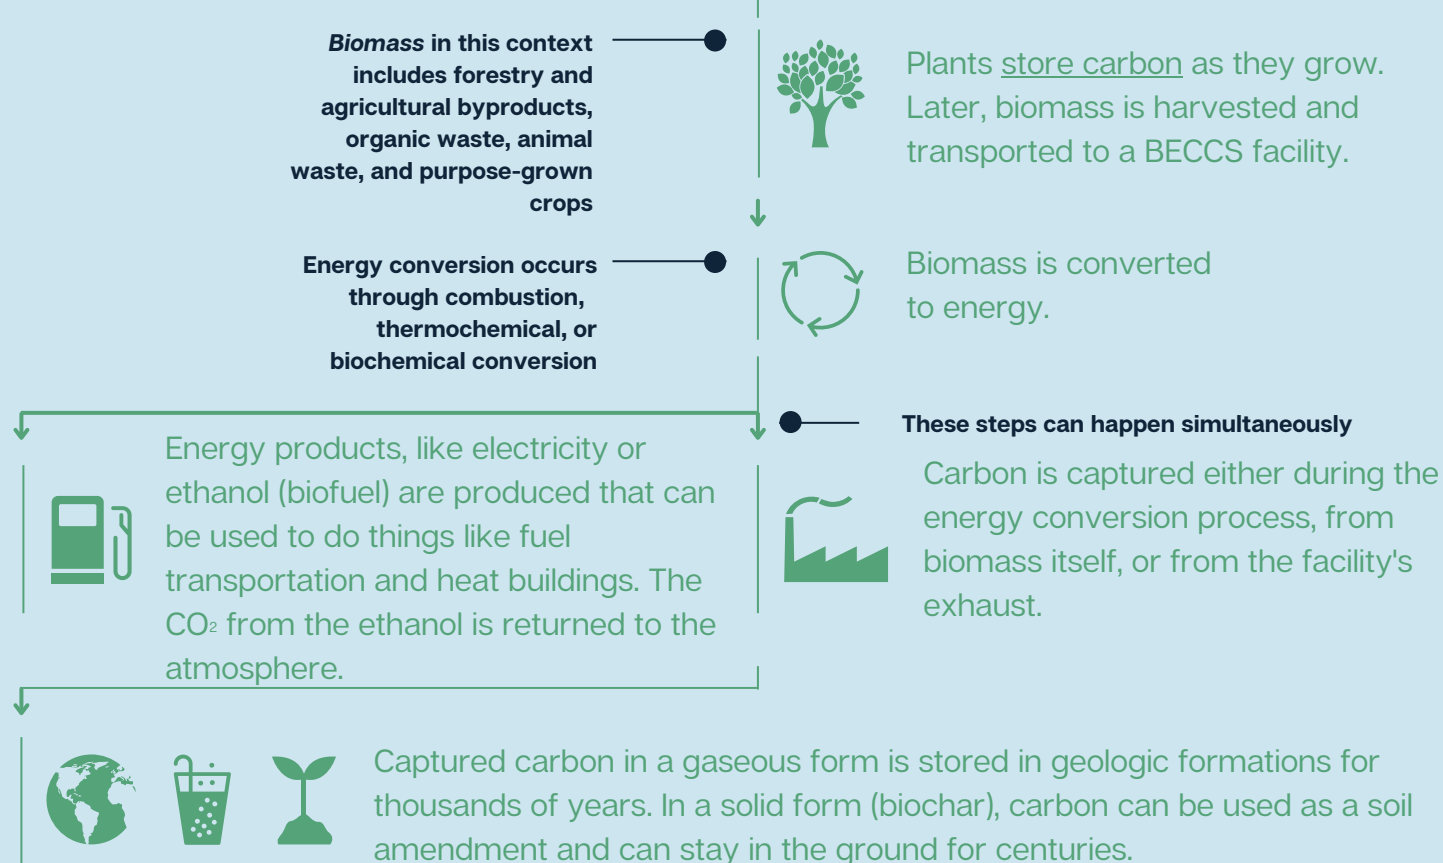 Biomass in this context
includes forestry and
agricultural byproducts,
organic waste, animal
waste, and purpose-grown
crops
Plants store carbon as they grow.
Later, biomass is harvested and
transported to a BECCS facility.
Energy conversion occurs
through combustion,
thermochemical, or
biochemical conversion
Biomass is converted
to energy.
These steps can happen simultaneously
Energy products, like electricity or
ethanol (biofuel) are produced that can
be used to do things like fuel
transportation and heat buildings. The
CO₂ from the ethanol is returned to the
atmosphere.
Carbon is captured either during the
energy conversion process, from
biomass itself, or from the facility's
exhaust.
Captured carbon in a gaseous form is stored in geologic formations for
thousands of years. In a solid form (biochar), carbon can be used as a soil
amendment and can stay in the ground for centuries.